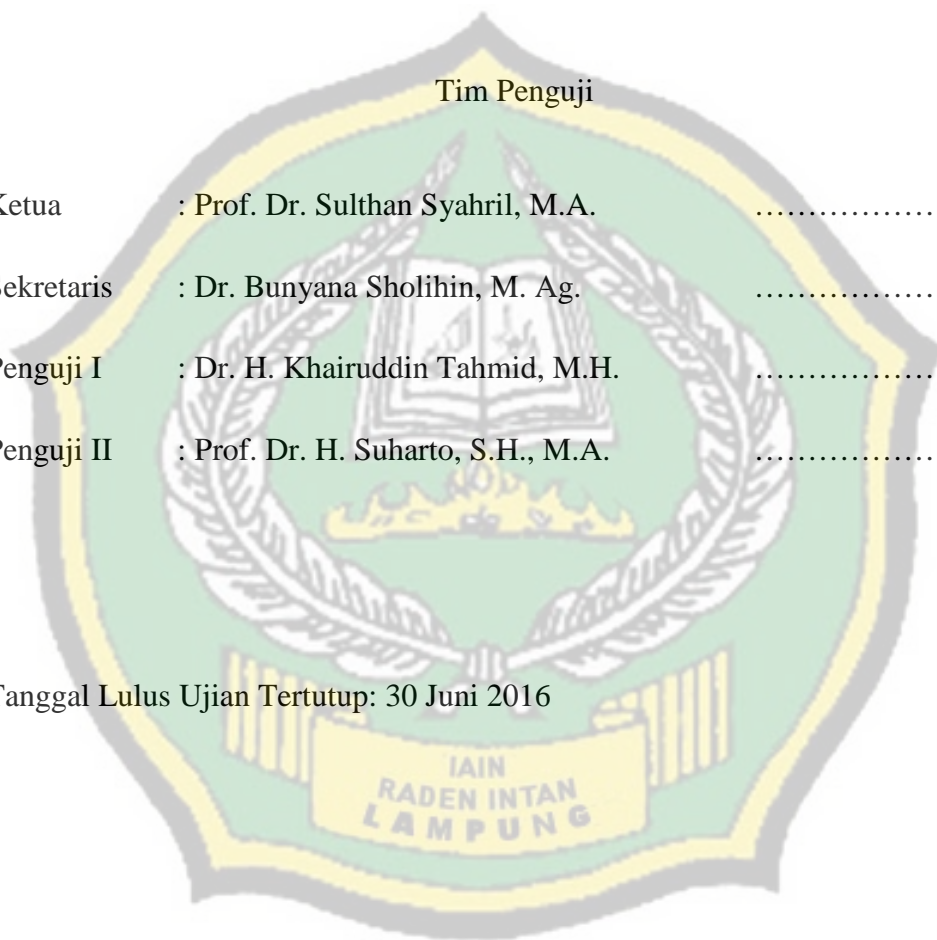 Tim Penguji
Ketua : Prof. Dr. Sulthan Syahril, M.A. ………………
Sekretaris : Dr. Bunyana Sholihin, M. Ag. ………………
Penguji I : Dr. H. Khairuddin Tahmid, M.H. ………………
Penguji II : Prof. Dr. H. Suharto, S.H., M.A. ………………
Tanggal Lulus Ujian Tertutup: 30 Juni 2016
IAIN
RADEN INTAN
LAMPUNG